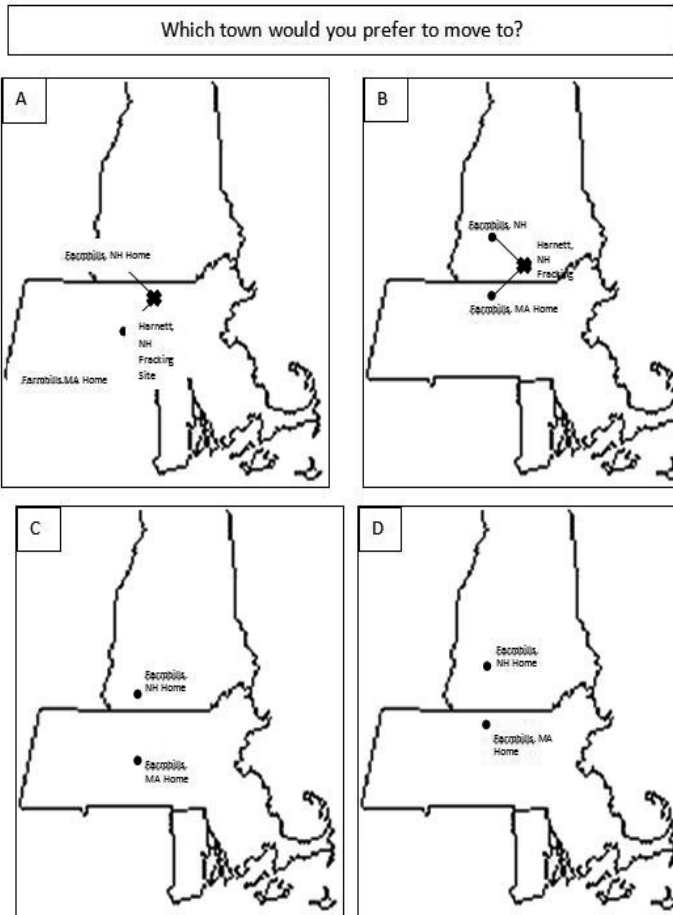 Which town would you prefer to move to?
A
Farmhills, NH Home
Harnett,
NH
Fracking
Site
Farmhills.MA Home
B
Farmhills, NH
Harnett,
NH
Fracking
Farmhills, MA Home
C
Farmhills,
NH Home
Farmhills,
MA Home
D
Farmhills,
NH Home
Farmhills, MA
Home